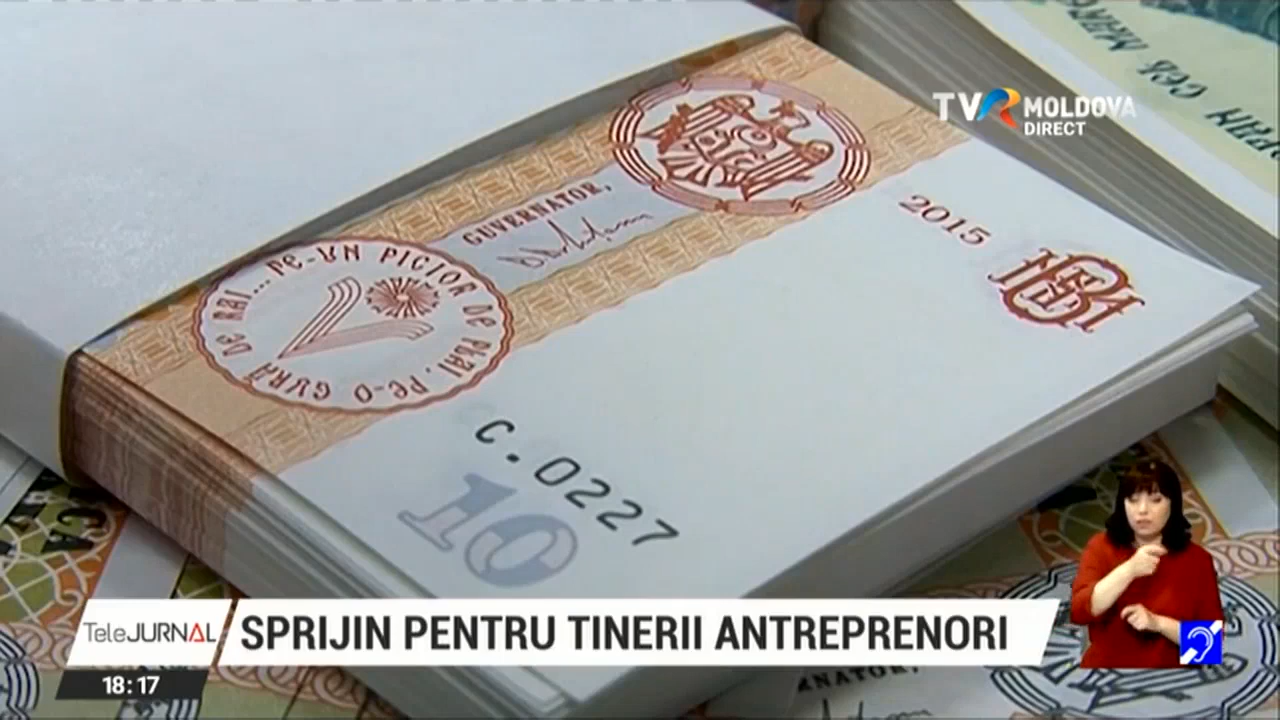 TVR MOLDOVA
DIRECT
GUVERNATOR,
2015
PE-UN PICIOR DE PLAI, PE-O GURĂ DE RAI...
C.0227
10
TeleJURNAL
SPRIJIN PENTRU TINERII ANTREPRENORI
18:17